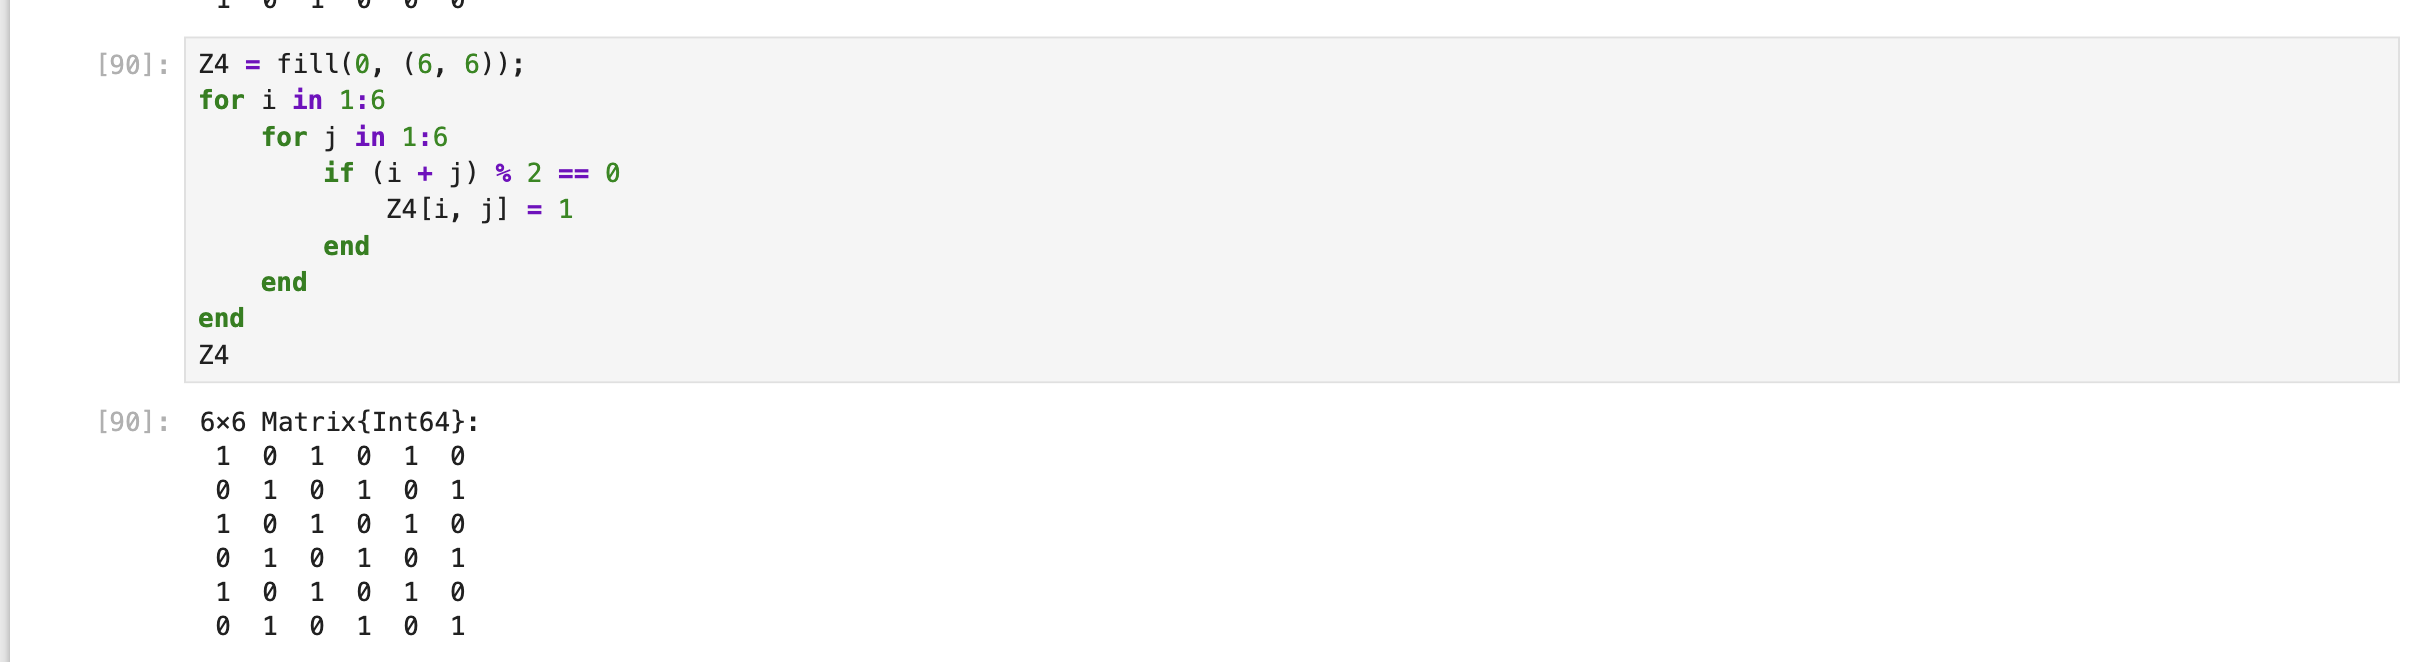 1 0 1 0 0 0
[90]: Z4 = fill(0, (6, 6));
for i in 1:6
    for j in 1:6
        if (i + j) % 2 == 0
            Z4[i, j] = 1
        end
    end
end
Z4
[90]: 6×6 Matrix{Int64}:
 1  0  1  0  1  0
 0  1  0  1  0  1
 1  0  1  0  1  0
 0  1  0  1  0  1
 1  0  1  0  1  0
 0  1  0  1  0  1